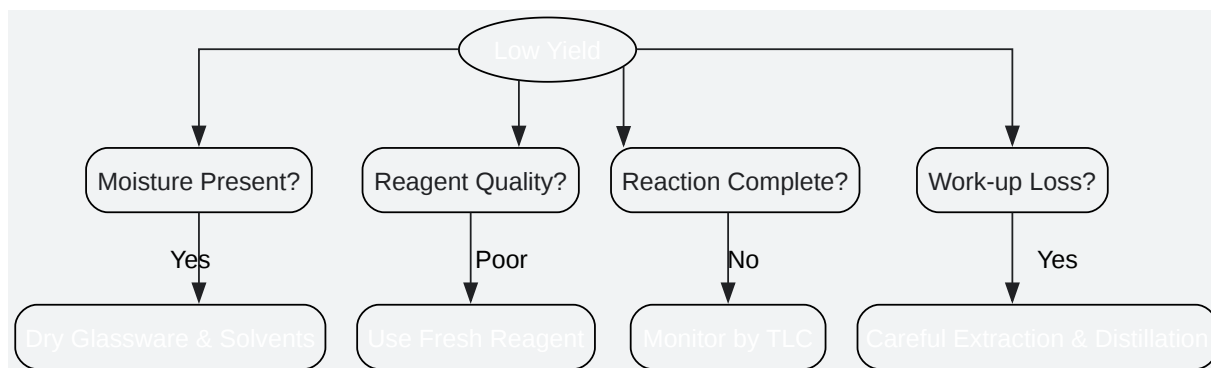 Low Yield
Moisture Present?
Reagent Quality?
Reaction Complete?
Work-up Loss?
Yes
Poor
No
Yes
Dry Glassware & Solvents
Use Fresh Reagent
Monitor by TLC
Careful Extraction & Distillation